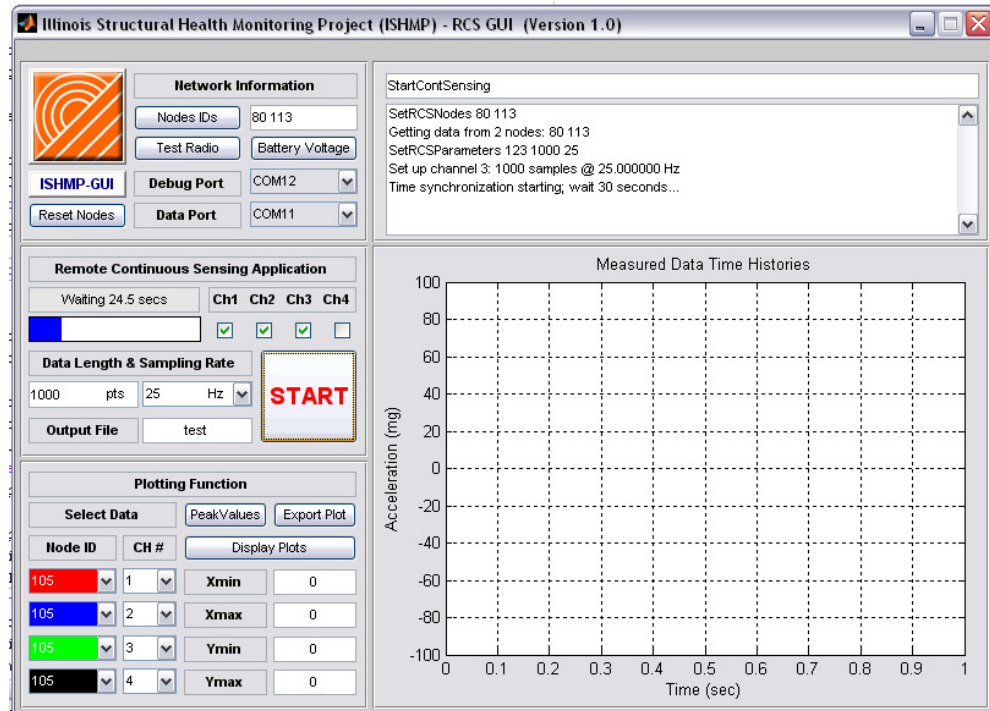 Illinois Structural Health Monitoring Project (ISHMP) - RCS GUI (Version 1.0)
Network Information
Nodes IDs 80 113
Test Radio Battery Voltage
ISHMP-GUI Debug Port COM12
Reset Nodes Data Port COM11
StartContSensing
SetRCSNodes 80 113
Getting data from 2 nodes: 80 113
SetRCSParameters 123 1000 25
Set up channel 3: 1000 samples @ 25.000000 Hz
Time synchronization starting; wait 30 seconds...
Remote Continuous Sensing Application
Waiting 24.5 secs Ch1 Ch2 Ch3 Ch4
Data Length & Sampling Rate
1000 pts 25 Hz
START
Output File test
Plotting Function
Select Data PeakValues Export Plot
Node ID CH # Display Plots
105 1 Xmin 0
105 2 Xmax 0
105 3 Ymin 0
105 4 Ymax 0
Measured Data Time Histories
Acceleration (mg)
100
80
60
40
20
0
-20
-40
-60
-80
-100
0 0.1 0.2 0.3 0.4 0.5 0.6 0.7 0.8 0.9 1
Time (sec)